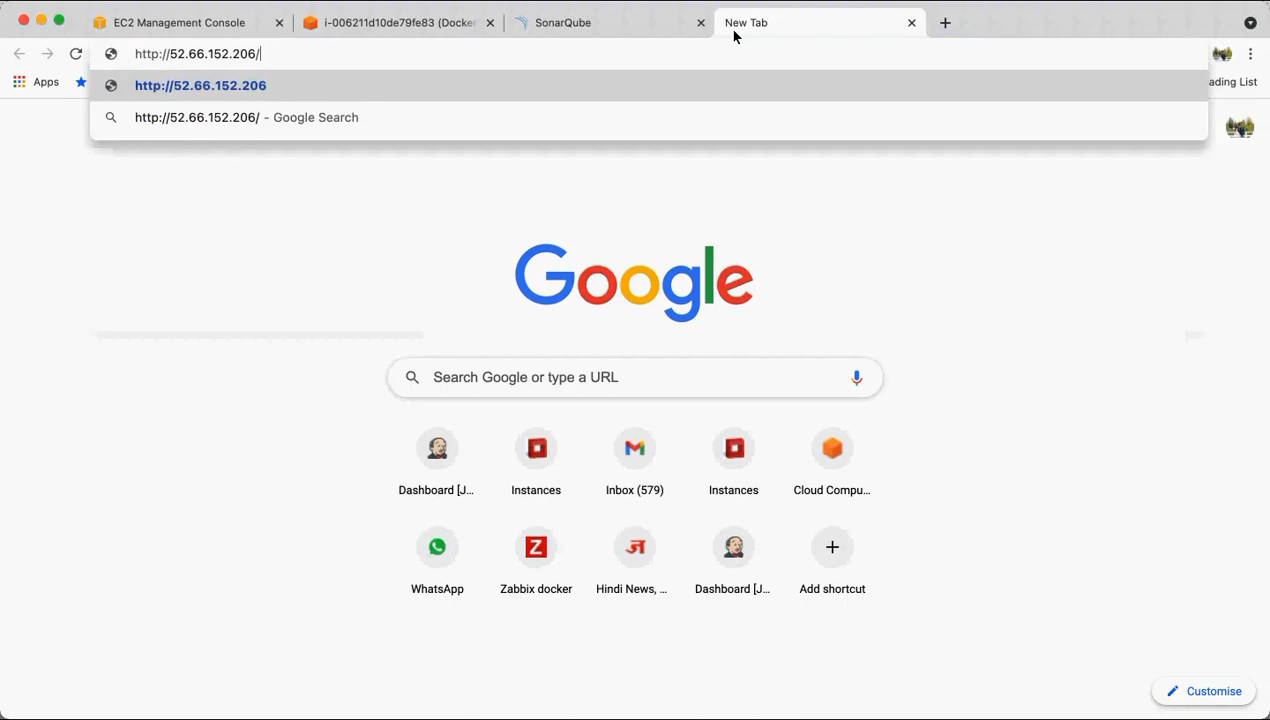 EC2 Management Console
i-006211d10de79fe83 (Docker
SonarQube
New Tab
http://52.66.152.206/
Apps
ading List
http://52.66.152.206
http://52.66.152.206/ - Google Search
Google
Search Google or type a URL
Dashboard [J...
Instances
Inbox (579)
Instances
Cloud Compu...
WhatsApp
Zabbix docker
Hindi News, ...
Dashboard [J...
Add shortcut
Customise